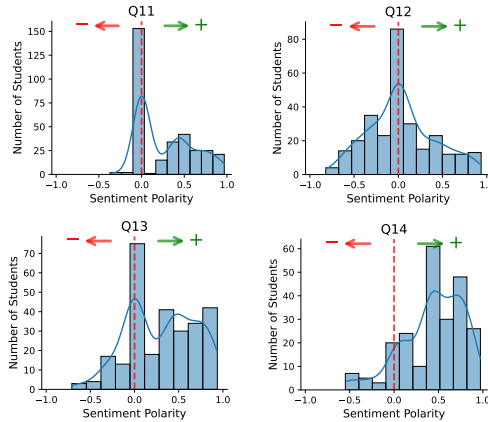 Q11
− +
Number of Students
150
125
100
75
50
25
0
−1.0 −0.5 0.0 0.5 1.0
Sentiment Polarity
Q12
− +
Number of Students
80
60
40
20
0
−1.0 −0.5 0.0 0.5 1.0
Sentiment Polarity
Q13
− +
Number of Students
70
60
50
40
30
20
10
0
−1.0 −0.5 0.0 0.5 1.0
Sentiment Polarity
Q14
− +
Number of Students
60
50
40
30
20
10
0
−1.0 −0.5 0.0 0.5 1.0
Sentiment Polarity